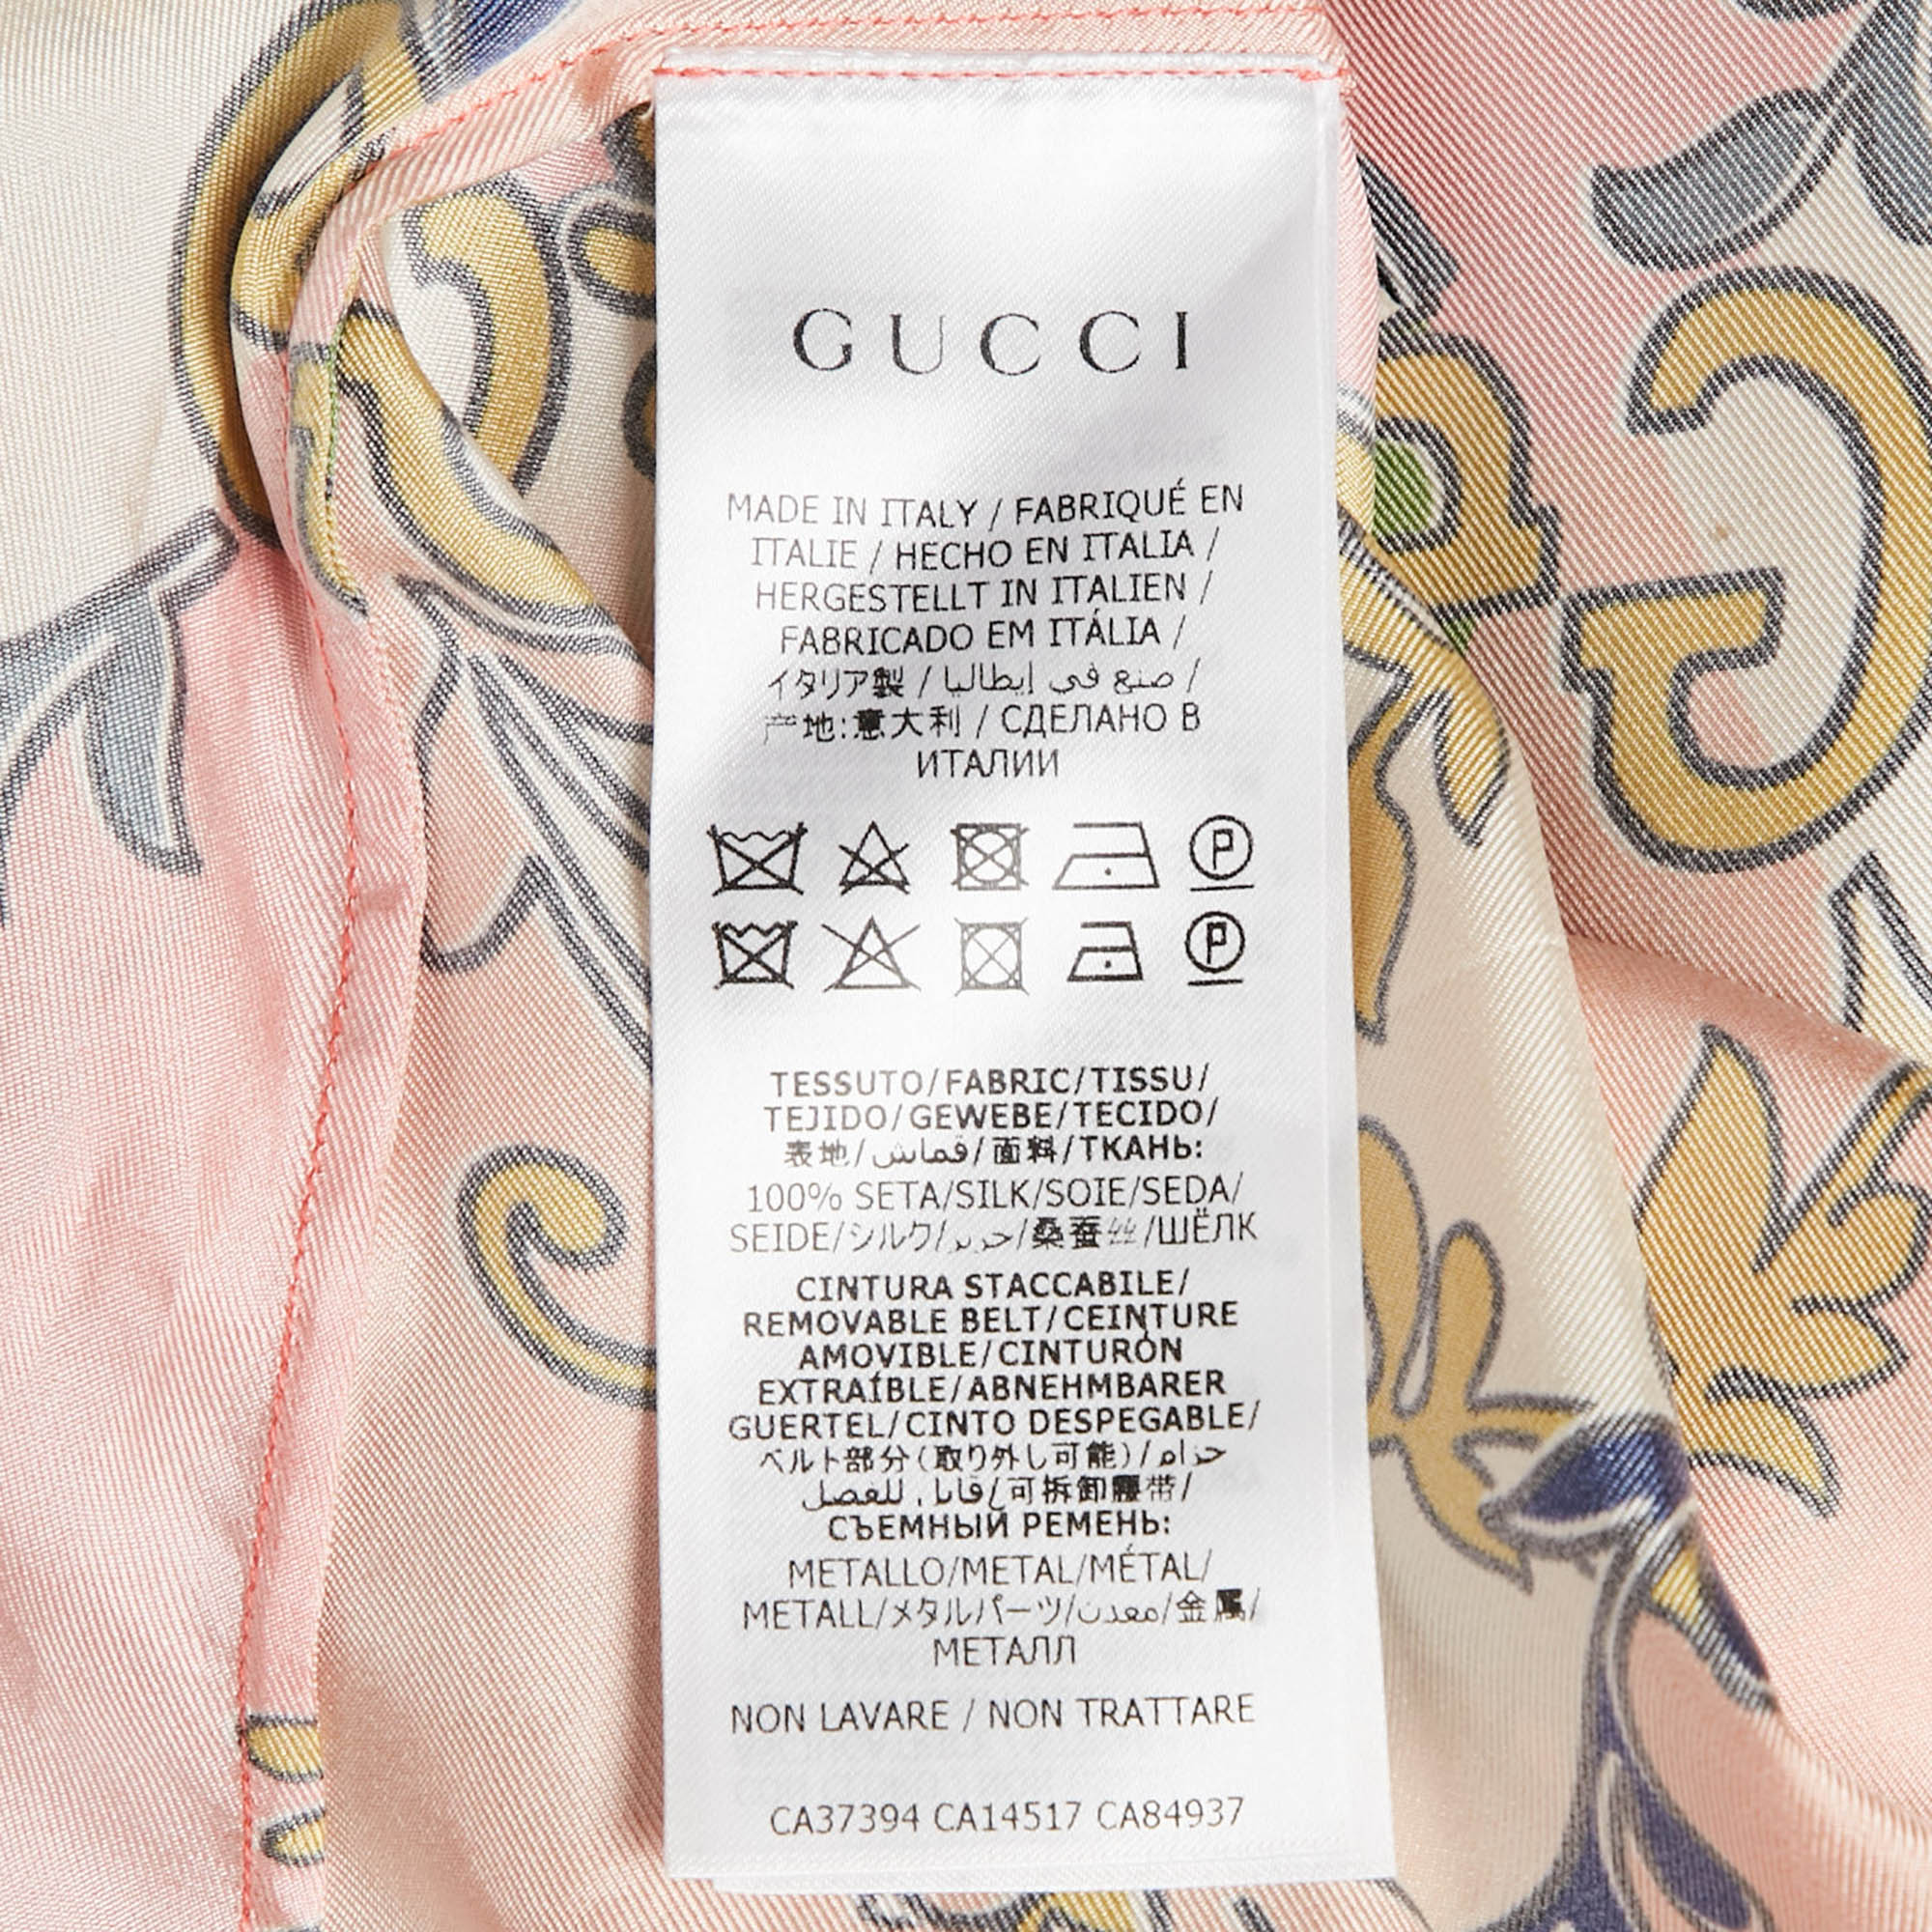 GUCCI
MADE IN ITALY / FABRIQUÉ EN
ITALIE / HECHO EN ITALIA /
HERGESTELLT IN ITALIEN /
FABRICADO EM ITÁLIA /
イタリア製 / صنع في إيطاليا /
产地:意大利 / СДЕЛАНО В
ИТАЛИИ
P
P
TESSUTO/FABRIC/TISSU/
TEJIDO/GEWEBE/TECIDO/
表地/قماش/面料/ТКАНЬ:
100% SETA/SILK/SOIE/SEDA/
SEIDE/シルク/حرير/桑蚕丝/ШЁЛК
CINTURA STACCABILE/
REMOVABLE BELT/CEINTURE
AMOVIBLE/CINTURÓN
EXTRAÍBLE/ABNEHMBARER
GUERTEL/CINTO DESPEGABLE/
ベルト部分(取り外し可能)/حزام
قابل للفصل/可拆卸腰带/
СЪЕМНЫЙ РЕМЕНЬ:
METALLO/METAL/MÉTAL/
METALL/メタルパーツ/معدن/金属/
МЕТАЛЛ
NON LAVARE / NON TRATTARE
CA37394 CA14517 CA84937